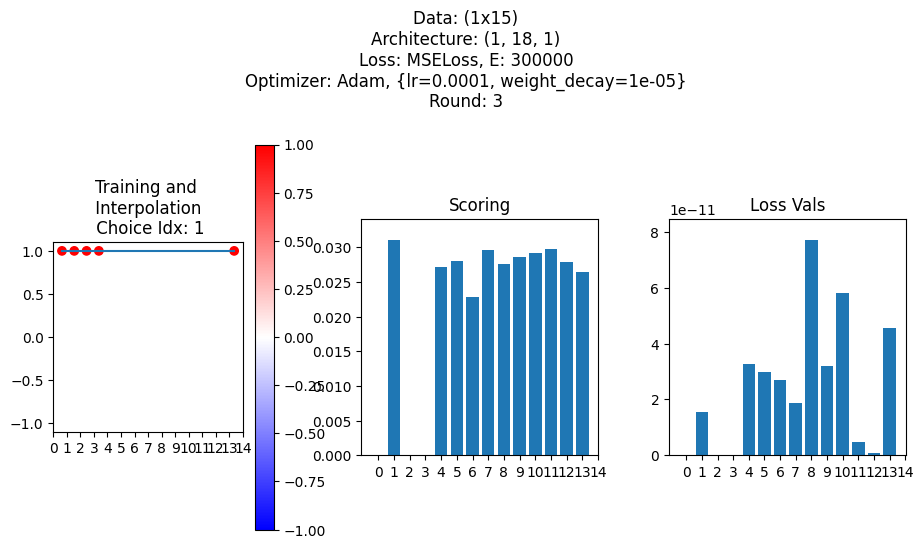 Data: (1x15)
Architecture: (1, 18, 1)
Loss: MSELoss, E: 300000
Optimizer: Adam, {lr=0.0001, weight_decay=1e-05}
Round: 3
Training and
Interpolation
Choice Idx: 1
1.0
0.5
0.0
−0.5
−1.0
0 1 2 3 4 5 6 7 8 9 10 11 12 13 14
1.00
0.75
0.50
0.25
0.00
−0.25
−0.50
−0.75
−1.00
Scoring
0.030
0.025
0.020
0.015
0.010
0.005
0.000
0 1 2 3 4 5 6 7 8 9 10 11 12 13 14
Loss Vals
1e−11
8
6
4
2
0
0 1 2 3 4 5 6 7 8 9 10 11 12 13 14